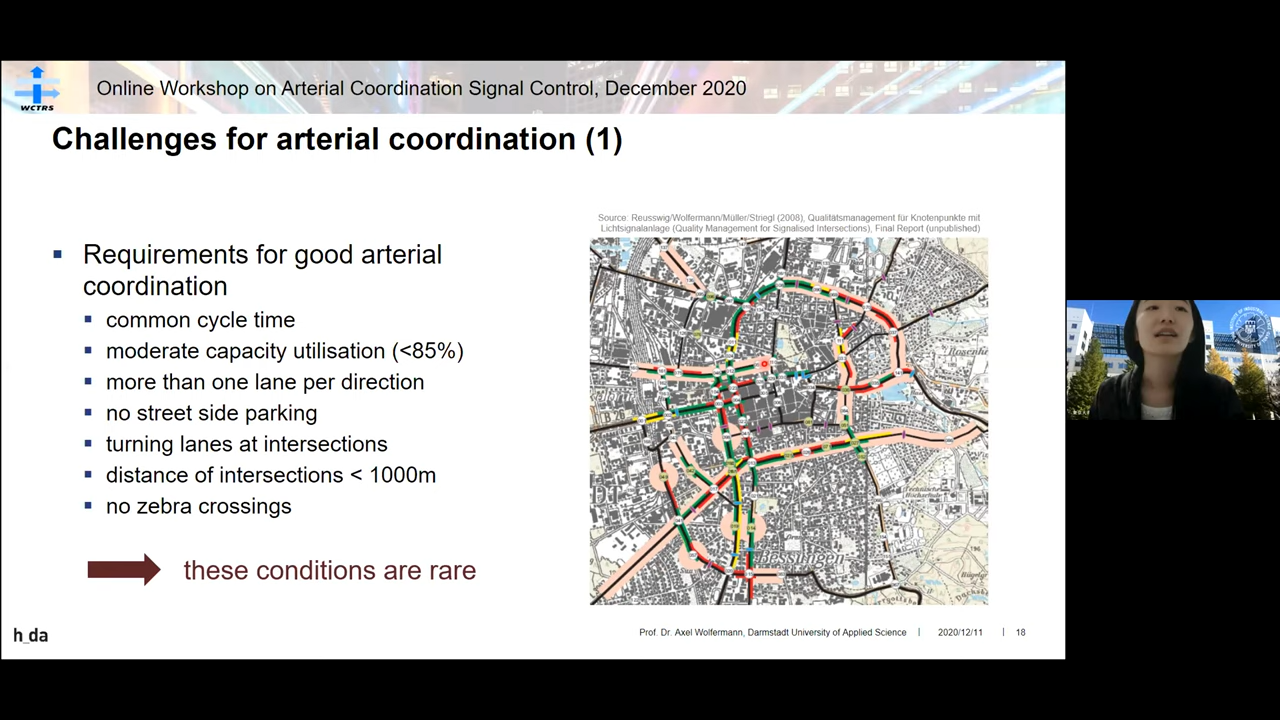 WCTRS
Online Workshop on Arterial Coordination Signal Control, December 2020
Challenges for arterial coordination (1)
Source: Reusswig/Wolfermann/Müller/Stnegl (2008), Qualitätsmanagement für Knotenpunkte mit
Lichtsignalanlage (Quality Management for Signalised Intersections), Final Report (unpublished)
Requirements for good arterial
coordination
common cycle time
moderate capacity utilisation (<85%)
more than one lane per direction
no street side parking
turning lanes at intersections
distance of intersections < 1000m
no zebra crossings
these conditions are rare
Bessungen
h_da
Prof. Dr. Axel Wolfermann, Darmstadt University of Applied Science
2020/12/11
18